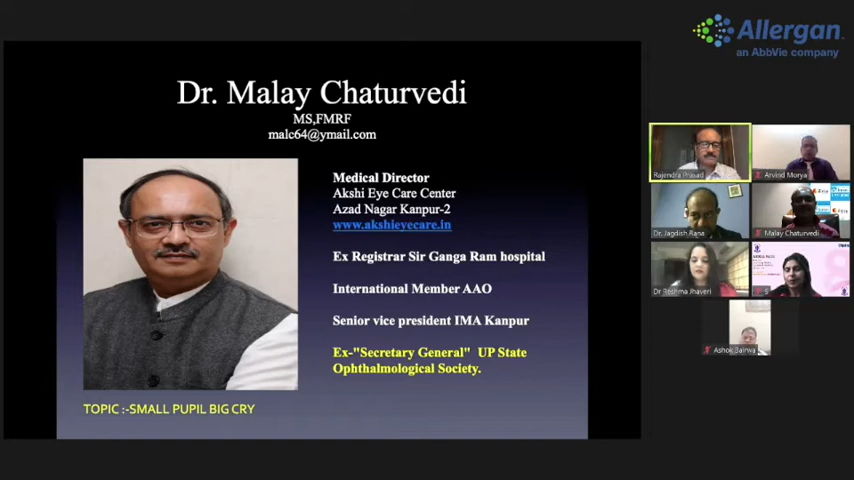 Allergan
an AbbVie company
Dr. Malay Chaturvedi
MS,FMRF
malc64@ymail.com
Medical Director
Akshi Eye Care Center
Azad Nagar Kanpur-2
www.akshieyecare.in
Ex Registrar Sir Ganga Ram hospital
International Member AAO
Senior vice president IMA Kanpur
Ex-"Secretary General" UP State
Ophthalmological Society.
TOPIC :-SMALL PUPIL BIG CRY
Rajendra Prasad
Arvind Morya
Dr. Jagdish Rana
Malay Chaturvedi
Dr Reshma Jhaveri
Ashok Bairwa